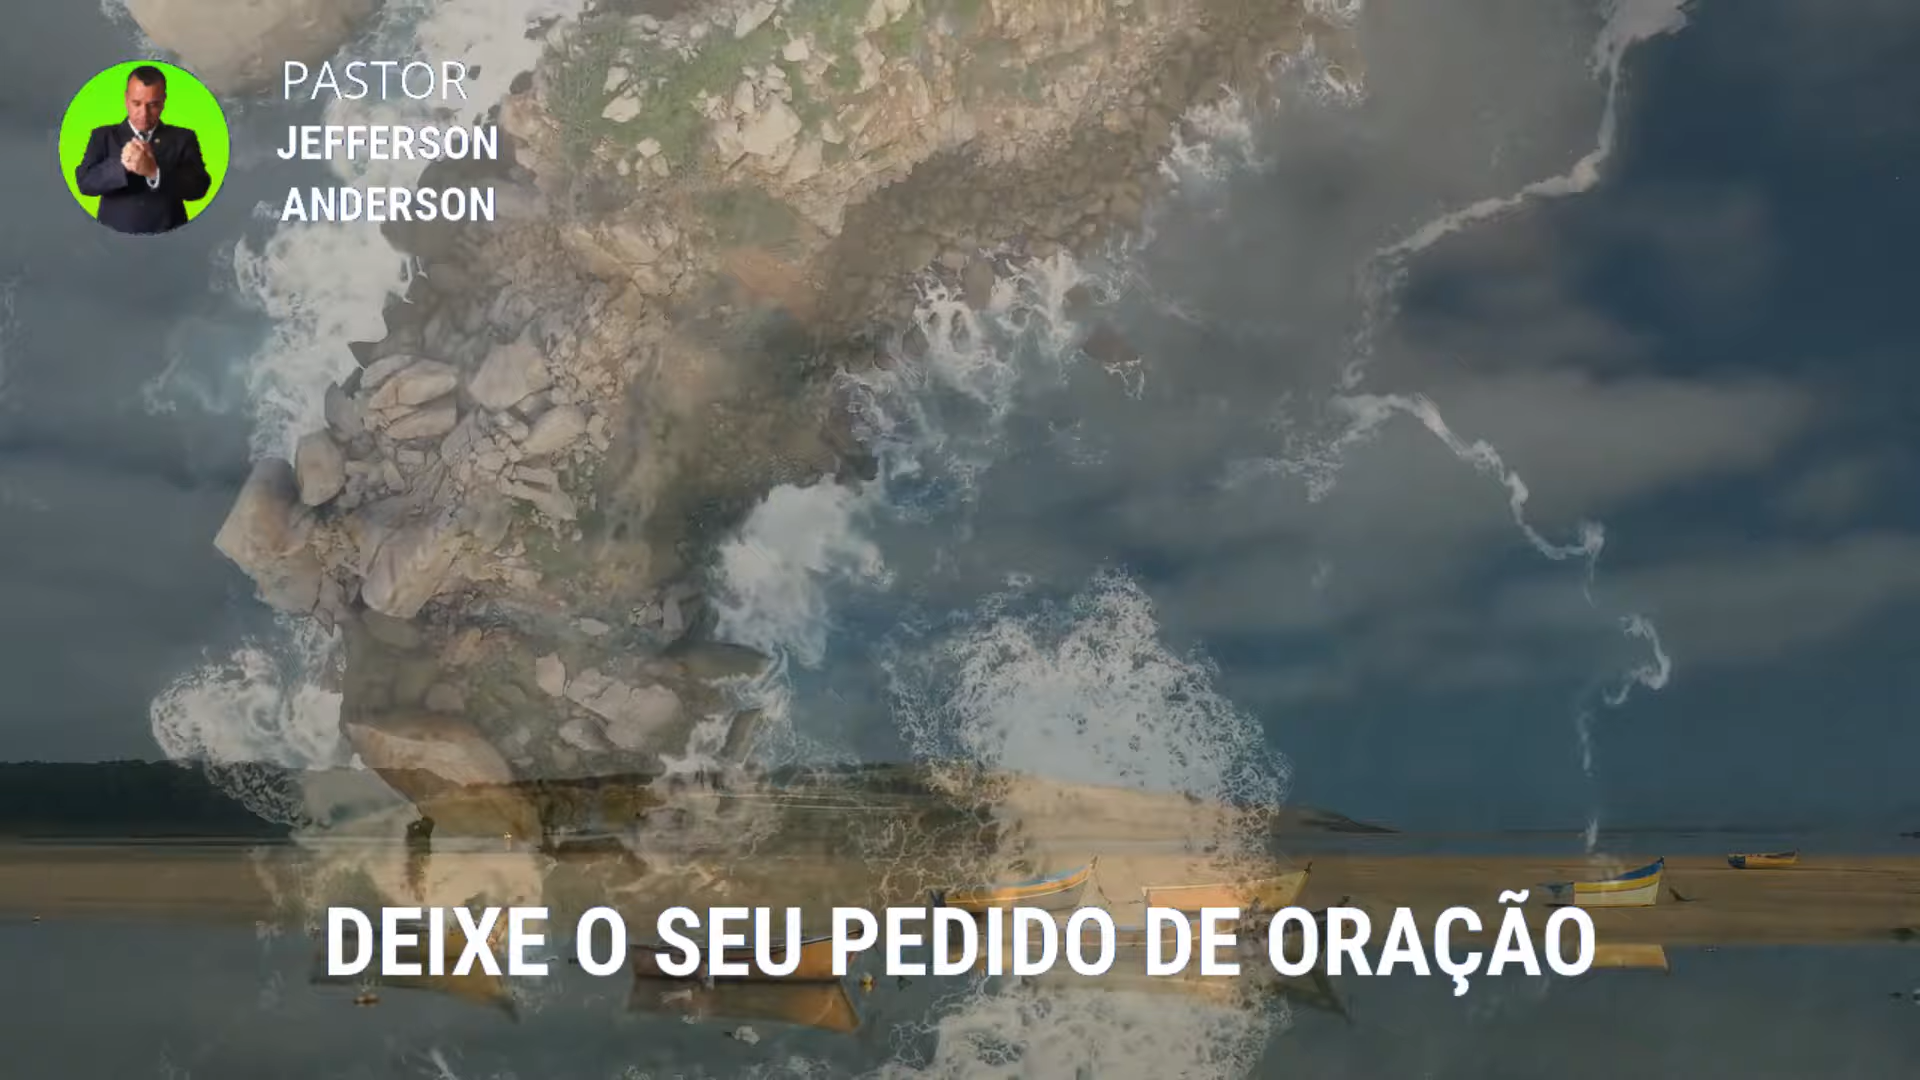 PASTOR
JEFFERSON
ANDERSON
DEIXE O SEU PEDIDO DE ORAÇÃO